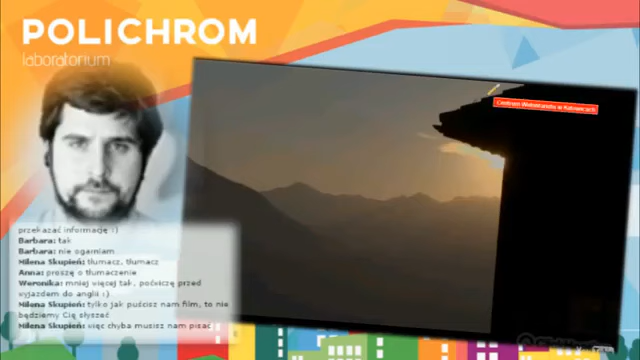 POLICHROM
laboratorium
Centrum Wolontariatu w Katowicach
przekazać informację :)
Barbara: tak
Barbara: nie ogarniam
Milena Skupień: tłumacz, tłumacz
Anna: proszę o tłumaczenie
Weronika: mniej więcej tak, poćwiczę przed
wyjazdem do anglii :)
Milena Skupień: tylko jak puścisz nam film, to nie
będziemy Cię słyszeć
Milena Skupień: więc chyba musisz nam pisać